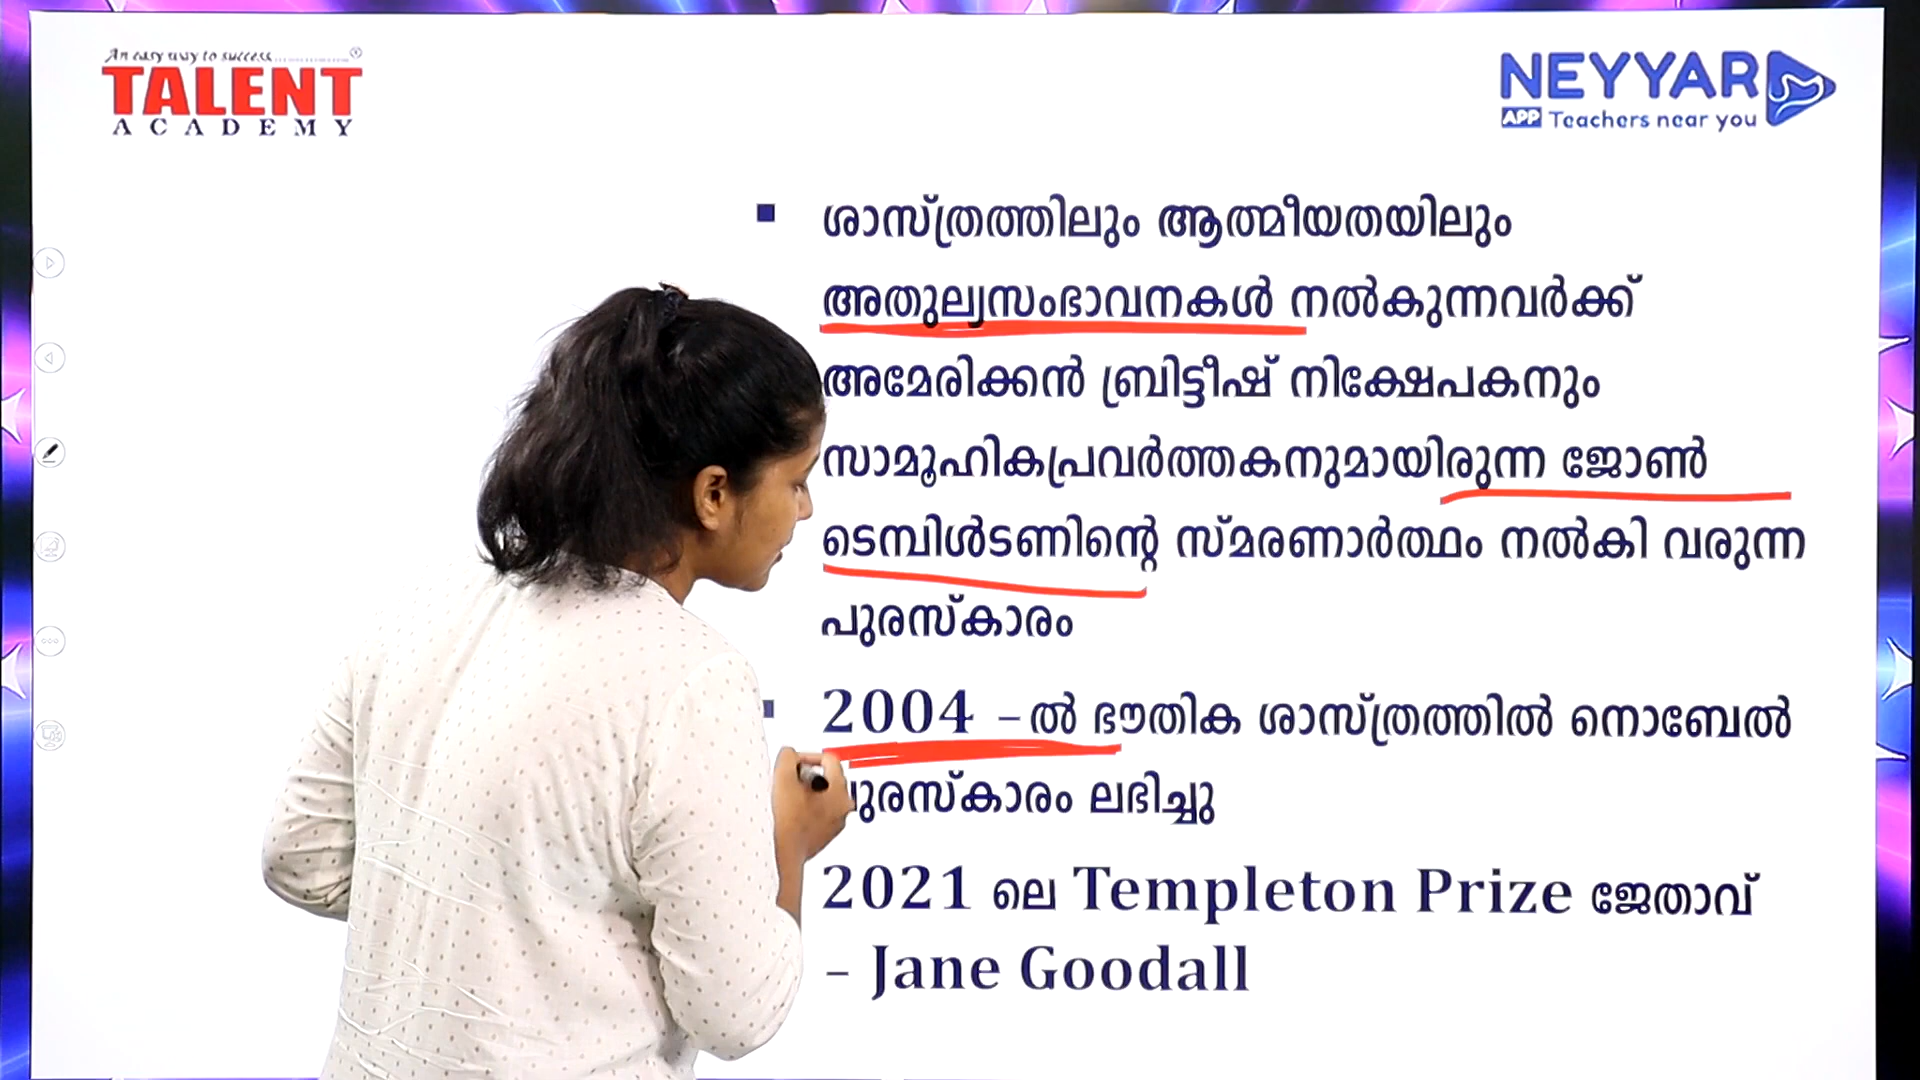 An easy way to success
TALENT
ACADEMY
NEYYAR
APP Teachers near you
ശാസ്ത്രത്തിലും ആത്മീയതയിലും
അതുല്യസംഭാവനകൾ നൽകുന്നവർക്ക്
അമേരിക്കൻ ബ്രിട്ടീഷ് നിക്ഷേപകനും
സാമൂഹികപ്രവർത്തകനുമായിരുന്ന ജോൺ
ടെമ്പിൾടണിന്റെ സ്മരണാർത്ഥം നൽകി വരുന്ന
പുരസ്കാരം
2004 – ൽ ഭൗതിക ശാസ്ത്രത്തിൽ നൊബേൽ
പുരസ്കാരം ലഭിച്ചു
2021 ലെ Templeton Prize ജേതാവ്
– Jane Goodall